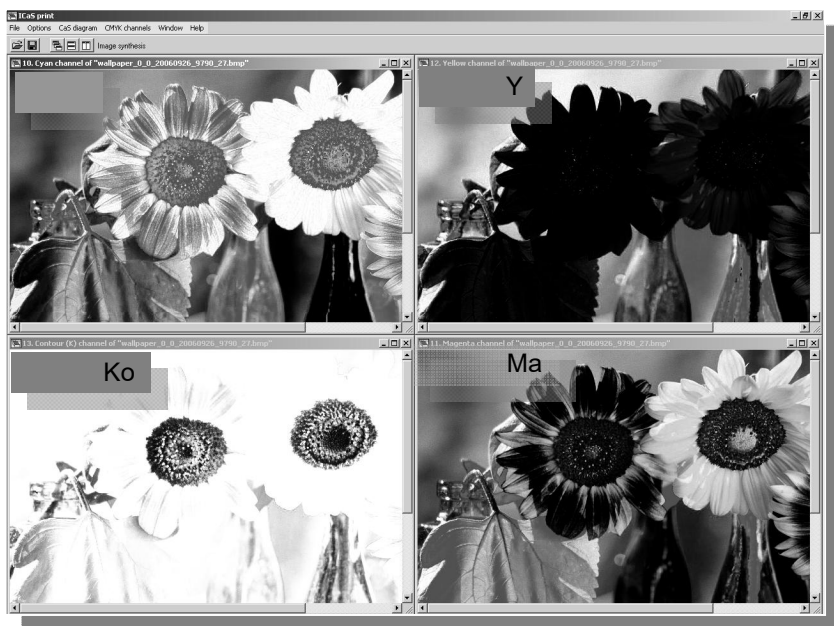 ICaS print
File Options CaS diagram CMYK channels Window Help
Image synthesis
10. Cyan channel of "wallpaper_0_0_20060926_9790_27.bmp"
12. Yellow channel of "wallpaper_0_0_20060926_9790_27.bmp"
Y
13. Contour (K) channel of "wallpaper_0_0_20060926_9790_27.bmp"
Ko
11. Magenta channel of "wallpaper_0_0_20060926_9790_27.bmp"
Ma